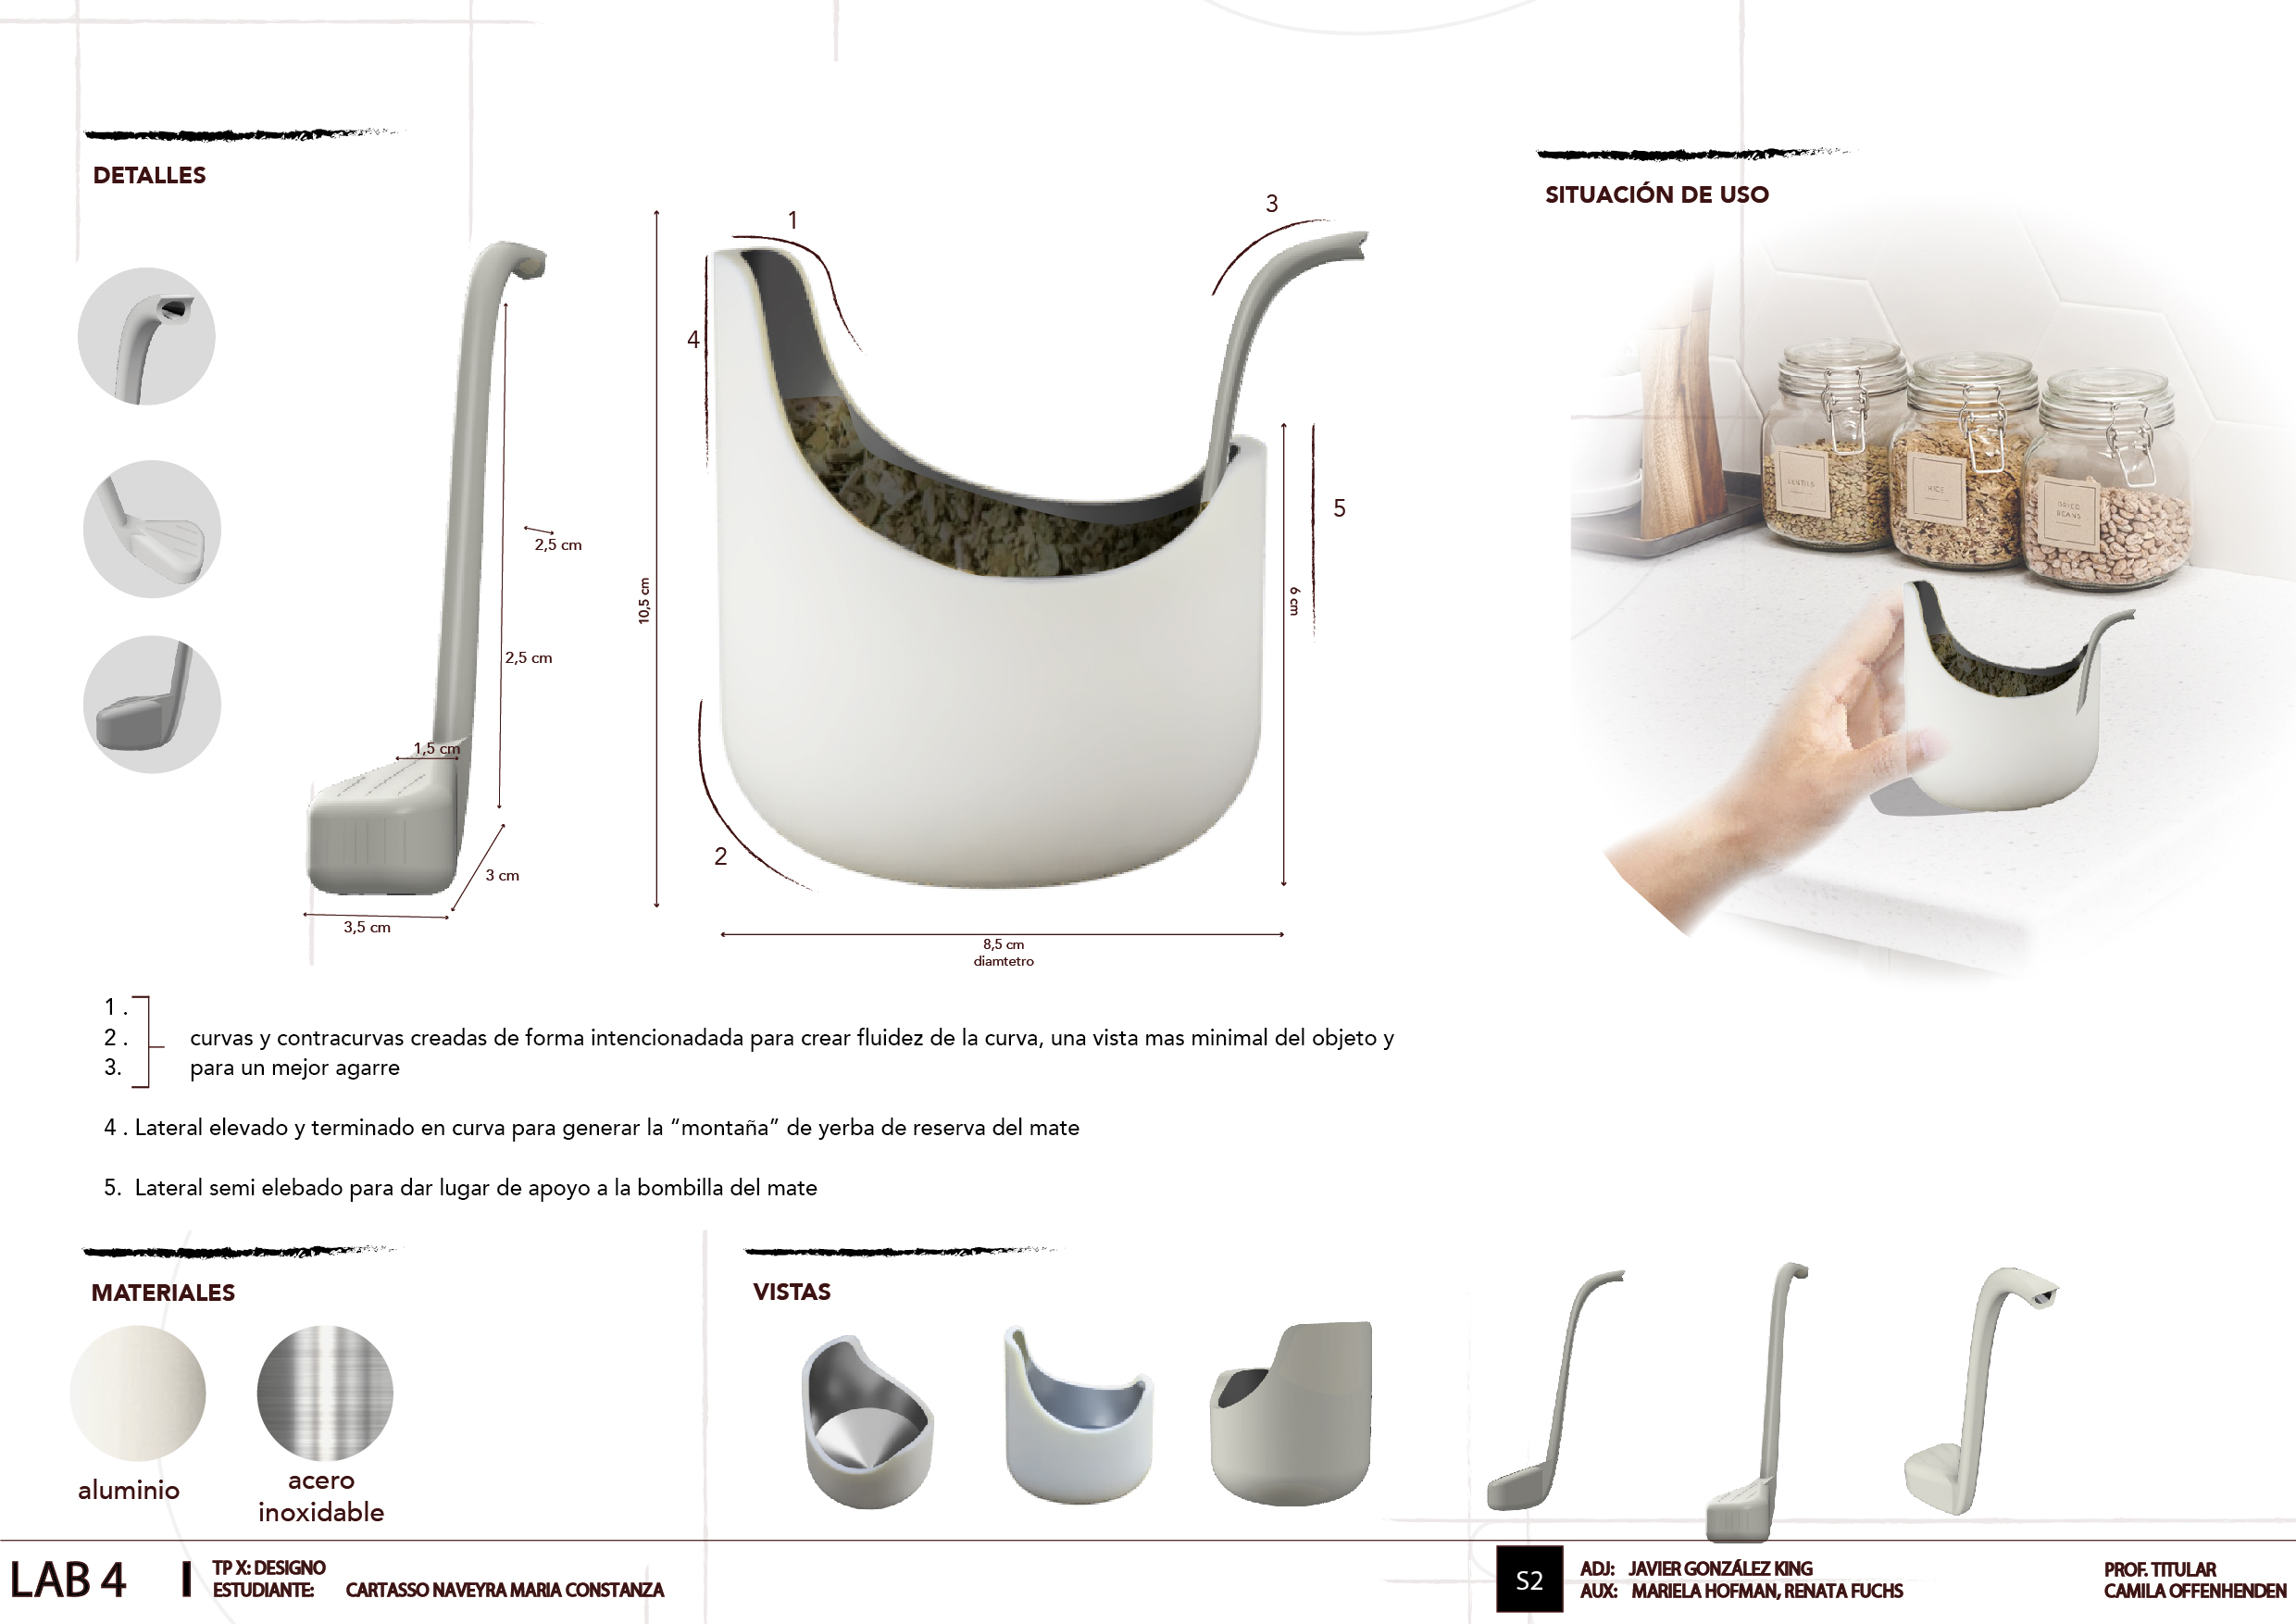 DETALLES
SITUACIÓN DE USO
1
3
4
5
2
2,5 cm
2,5 cm
1,5 cm
3 cm
3,5 cm
10,5 cm
6 cm
8,5 cm
diamtetro
LENTILS
RICE
DRIED
BEANS
1 .
2 . curvas y contracurvas creadas de forma intencionadada para crear fluidez de la curva, una vista mas minimal del objeto y
3. para un mejor agarre
4 . Lateral elevado y terminado en curva para generar la “montaña” de yerba de reserva del mate
5. Lateral semi elebado para dar lugar de apoyo a la bombilla del mate
MATERIALES
aluminio
acero
inoxidable
VISTAS
LAB 4
TP X: DESIGNO
ESTUDIANTE: CARTASSO NAVEYRA MARIA CONSTANZA
S2
ADJ: JAVIER GONZÁLEZ KING
AUX: MARIELA HOFMAN, RENATA FUCHS
PROF. TITULAR
CAMILA OFFENHENDEN